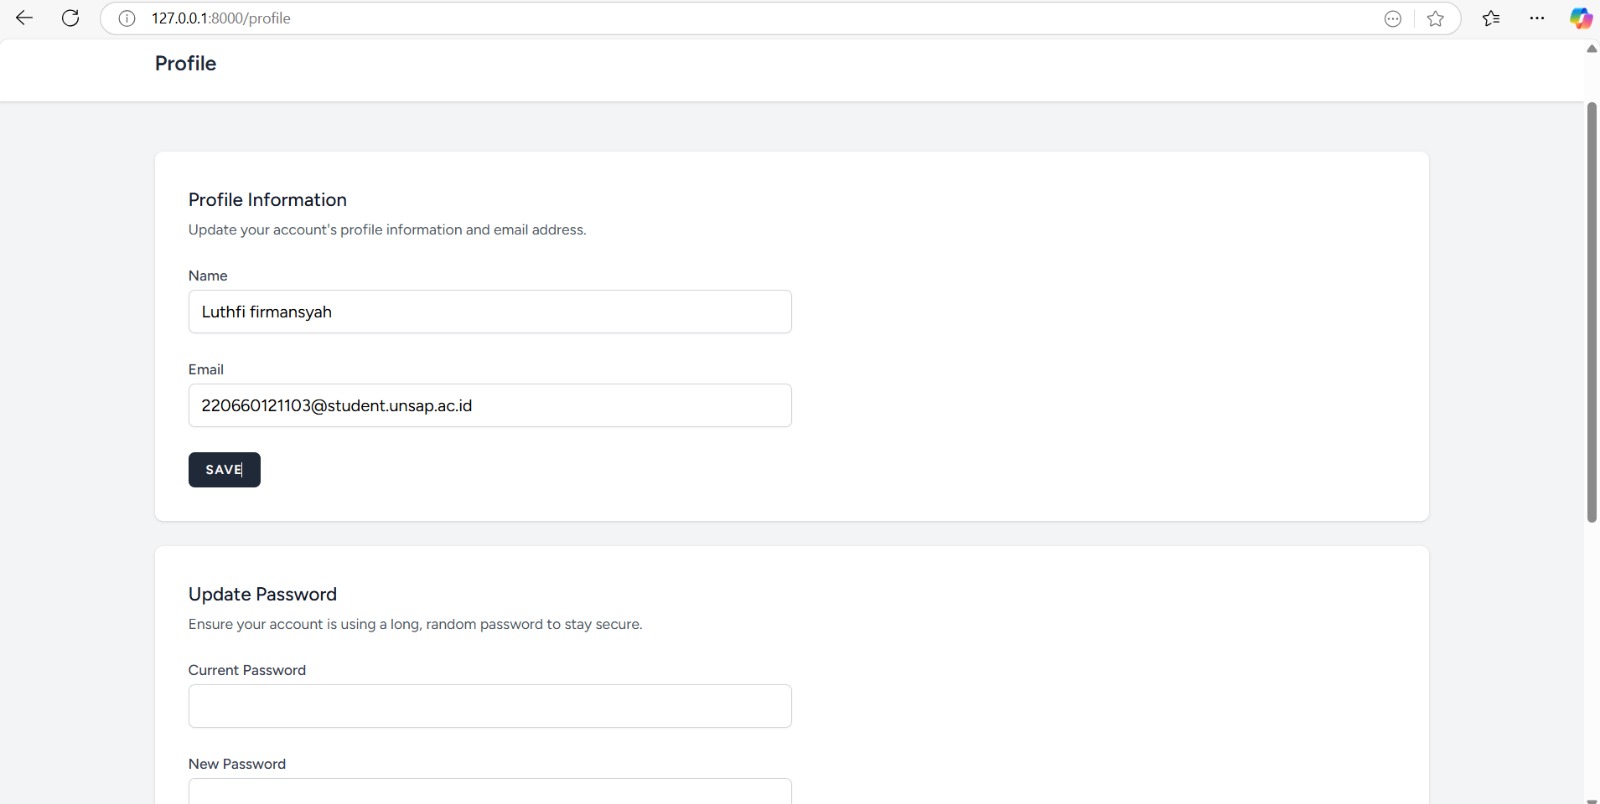 127.0.0.1:8000/profile
Profile
Profile Information
Update your account's profile information and email address.
Name
Luthfi firmansyah
Email
220660121103@student.unsap.ac.id
SAVE
Update Password
Ensure your account is using a long, random password to stay secure.
Current Password
New Password